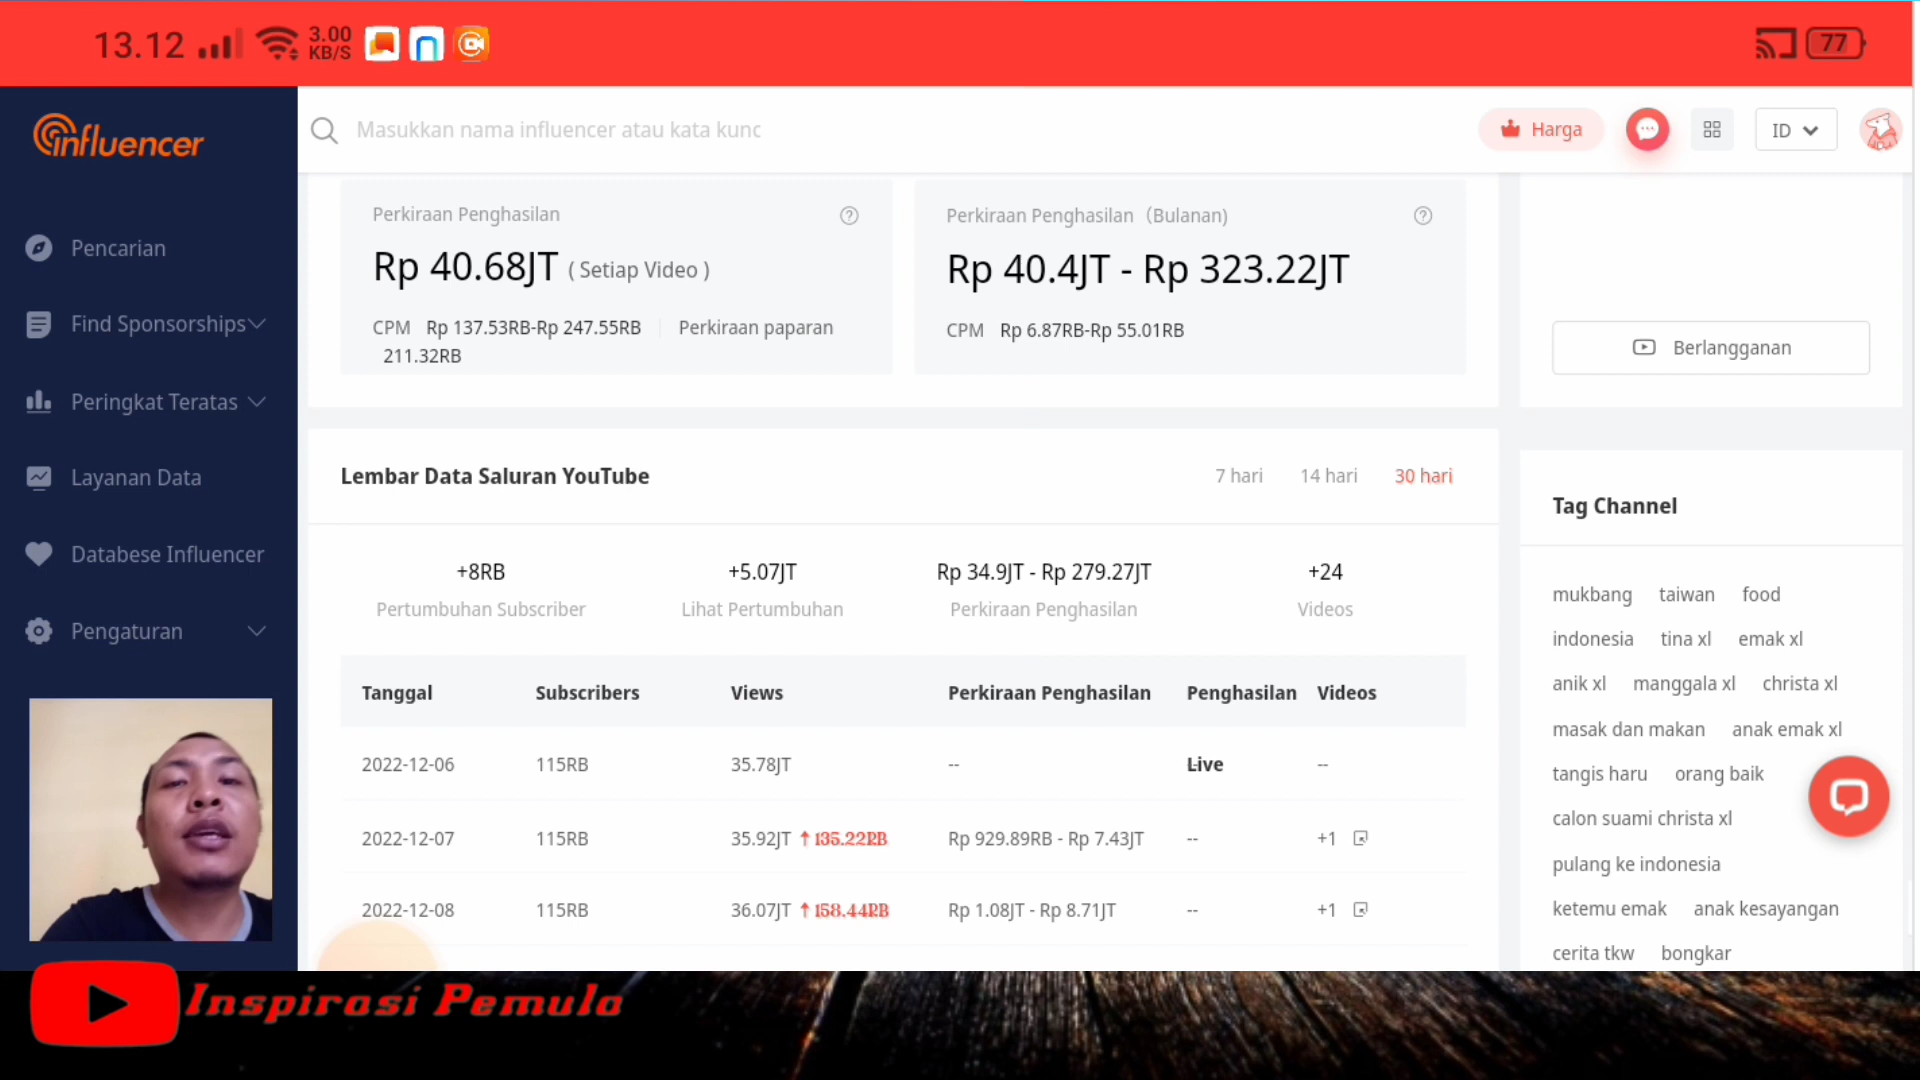 13.12 3.00 KB/S 77
influencer
Masukkan nama influencer atau kata kunc
Harga
ID
Pencarian
Find Sponsorships
Peringkat Teratas
Layanan Data
Databese Influencer
Pengaturan
Perkiraan Penghasilan
Rp 40.68JT ( Setiap Video )
CPM Rp 137.53RB-Rp 247.55RB Perkiraan paparan
211.32RB
Perkiraan Penghasilan (Bulanan)
Rp 40.4JT - Rp 323.22JT
CPM Rp 6.87RB-Rp 55.01RB
Berlangganan
Lembar Data Saluran YouTube
7 hari 14 hari 30 hari
+8RB +5.07JT Rp 34.9JT - Rp 279.27JT +24
Pertumbuhan Subscriber Lihat Pertumbuhan Perkiraan Penghasilan Videos
Tanggal Subscribers Views Perkiraan Penghasilan Penghasilan Live Videos
2022-12-06 115RB 35.78JT -- -- --
2022-12-07 115RB 35.92JT ↑ 135.22RB Rp 929.89RB - Rp 7.43JT -- +1
2022-12-08 115RB 36.07JT ↑ 158.44RB Rp 1.08JT - Rp 8.71JT -- +1
Tag Channel
mukbang taiwan food
indonesia tina xl emak xl
anik xl manggala xl christa xl
masak dan makan anak emak xl
tangis haru orang baik
calon suami christa xl
pulang ke indonesia
ketemu emak anak kesayangan
cerita tkw bongkar
Inspirasi Pemula